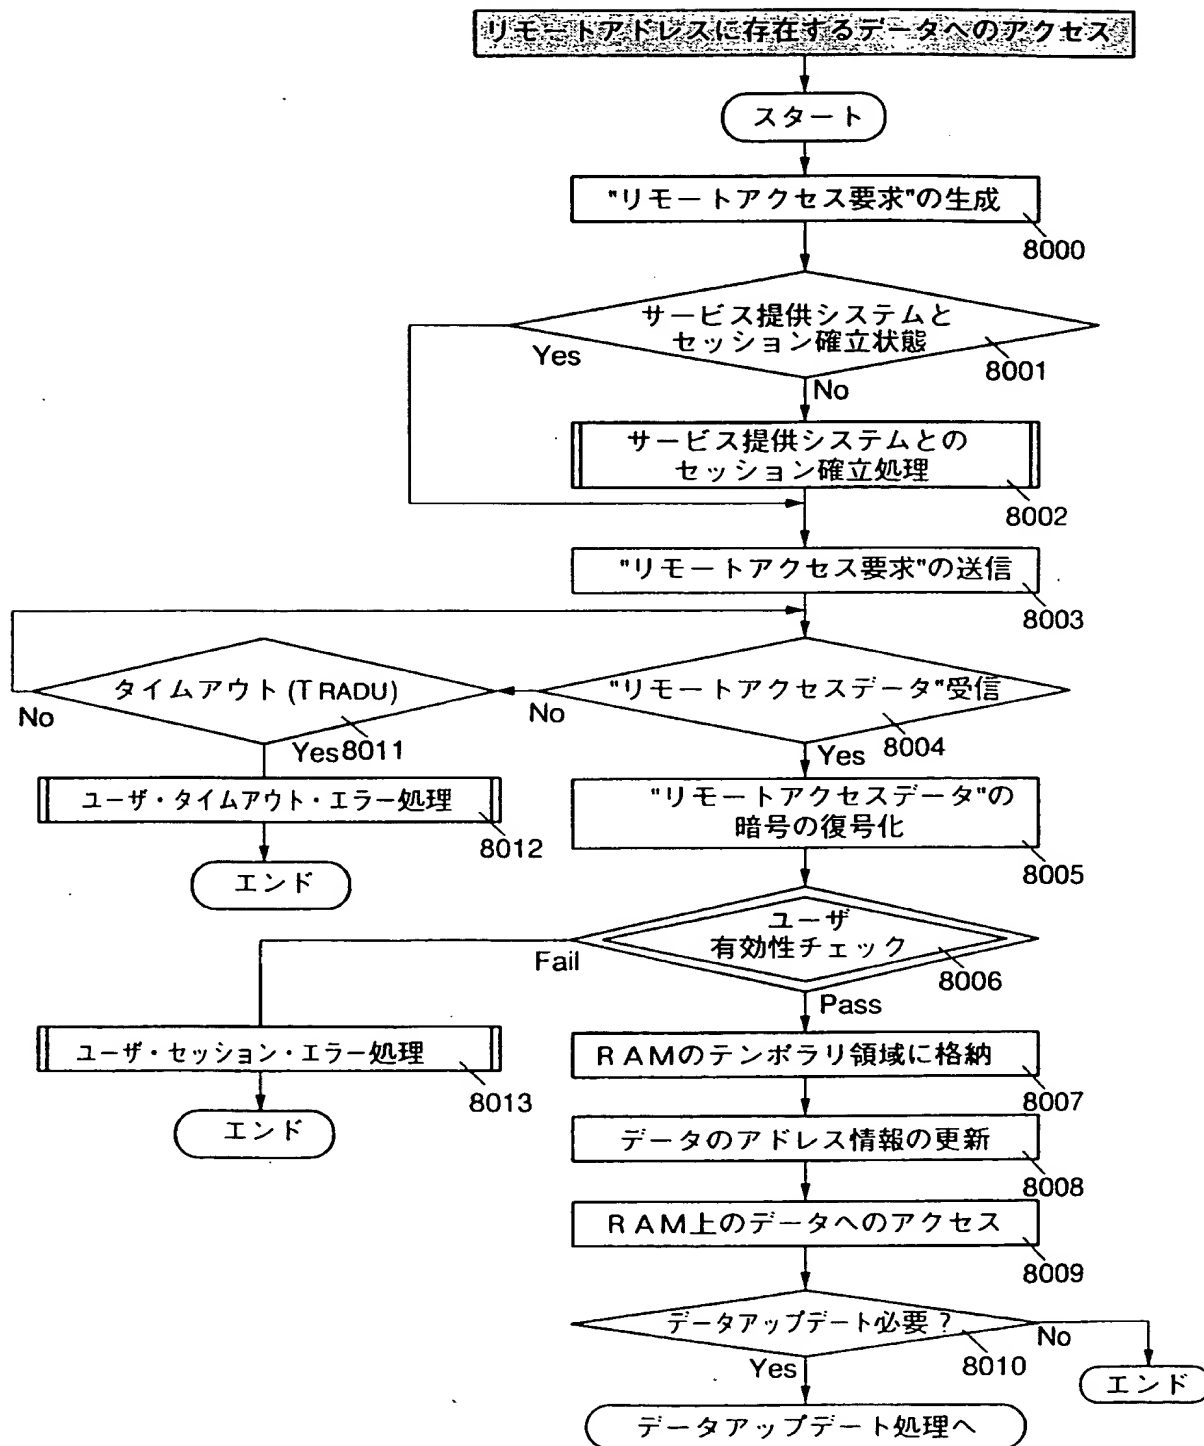 リモートアドレスに存在するデータへのアクセス
スタート
"リモートアクセス要求"の生成
8000
サービス提供システムと
セッション確立状態
8001
Yes
No
サービス提供システムとの
セッション確立処理
8002
"リモートアクセス要求"の送信
8003
タイムアウト(TRADU)
No
Yes
8011
"リモートアクセスデータ"受信
No
8004
Yes
ユーザ・タイムアウト・エラー処理
8012
エンド
"リモートアクセスデータ"の
暗号の復号化
8005
ユーザ
有効性チェック
8006
Fail
Pass
ユーザ・セッション・エラー処理
8013
エンド
RAMのテンポラリ領域に格納
8007
データのアドレス情報の更新
8008
RAM上のデータへのアクセス
8009
データアップデート必要?
No
8010
Yes
エンド
データアップデート処理へ